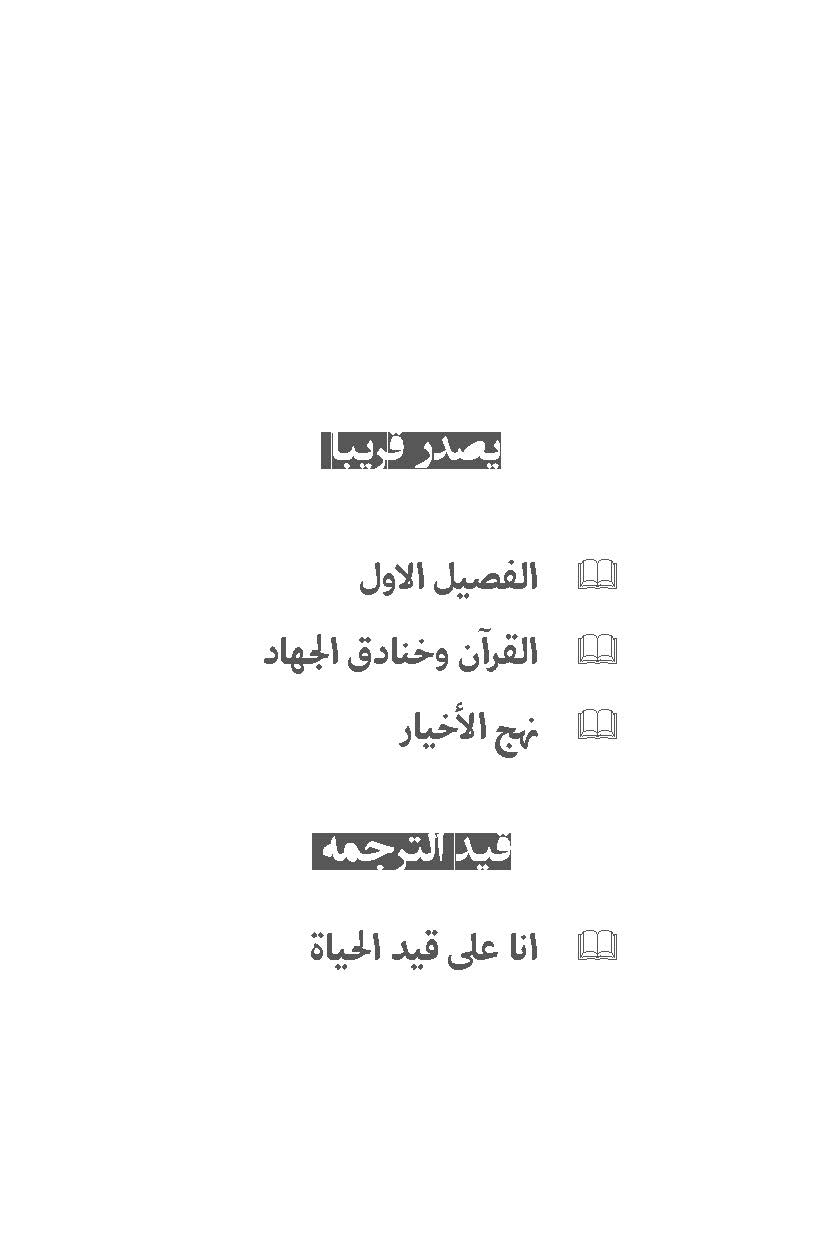 يصدر قريبا
الفصيل الاول
القرآن وخنادق الجهاد
نهج الأخيار
قيد الترجمه
انا على قيد الحياة